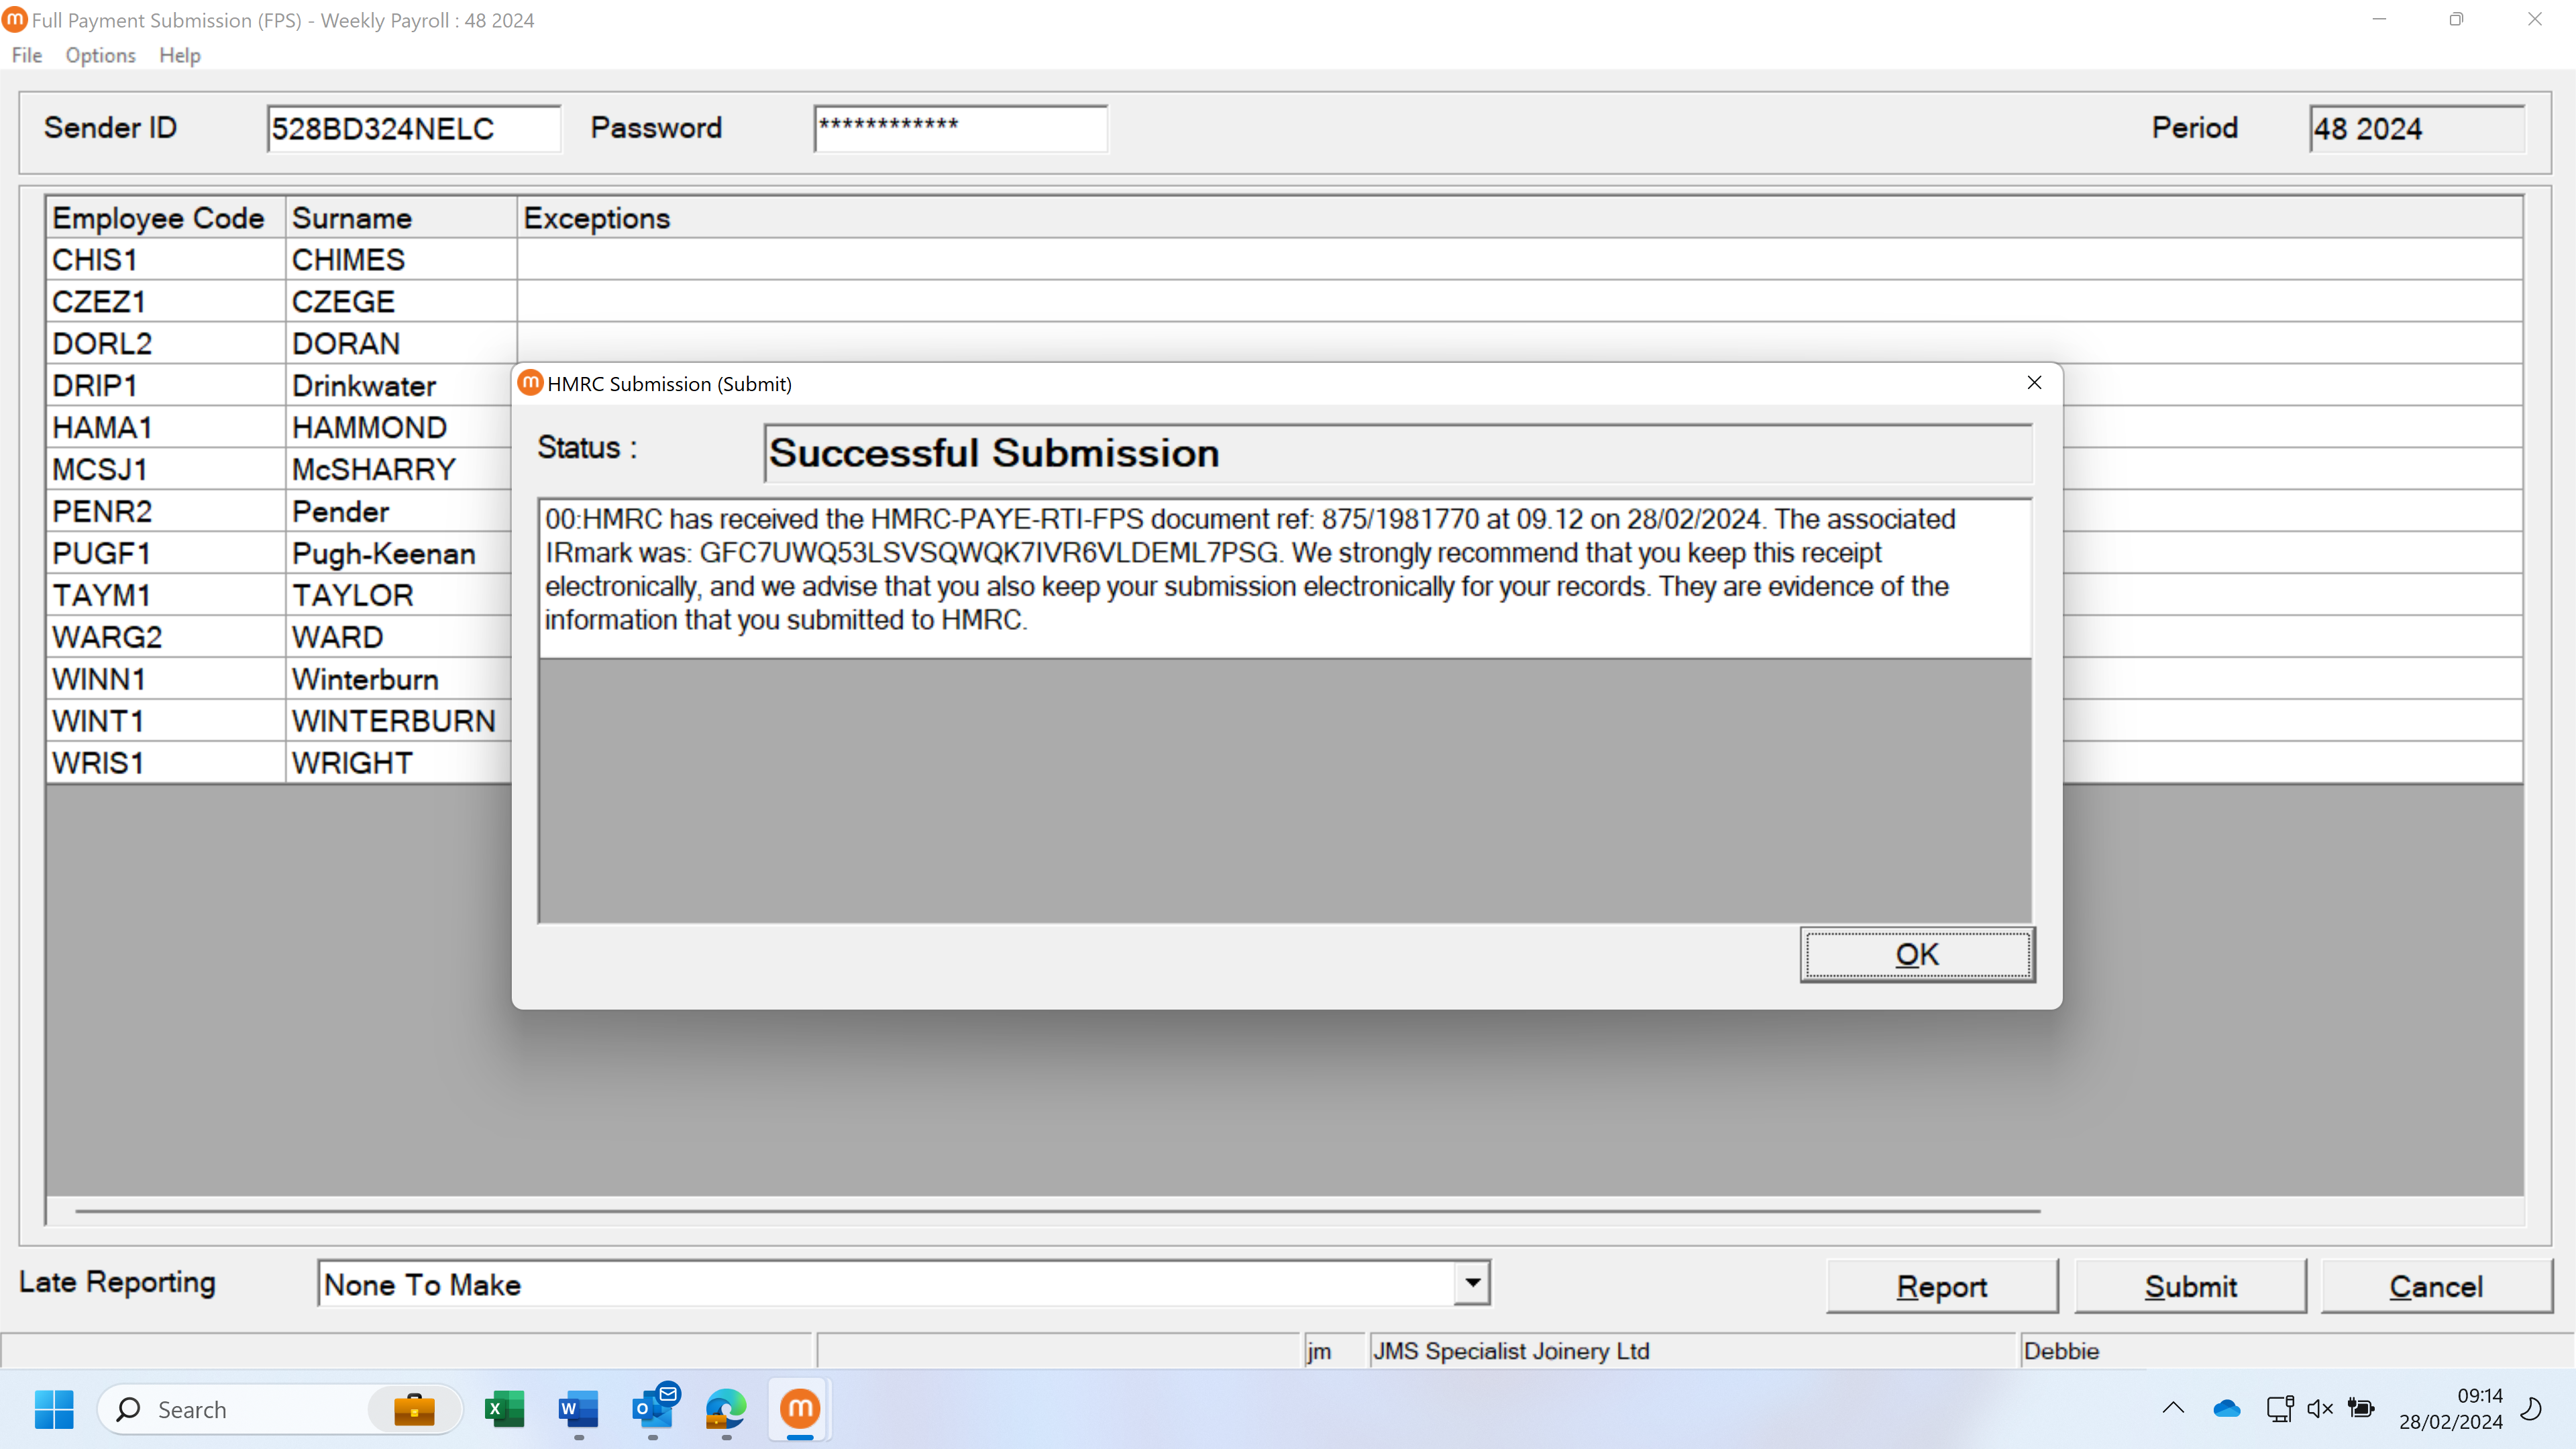 Full Payment Submission (FPS) - Weekly Payroll : 48 2024
File Options Help
Sender ID 528BD324NELC Password ************ Period 48 2024
Employee Code Surname Exceptions
CHIS1 CHIMES
CZEZ1 CZEGE
DORL2 DORAN
DRIP1 Drinkwater
HAMA1 HAMMOND
MCSJ1 McSHARRY
PENR2 Pender
PUGF1 Pugh-Keenan
TAYM1 TAYLOR
WARG2 WARD
WINN1 Winterburn
WINT1 WINTERBURN
WRIS1 WRIGHT
HMRC Submission (Submit)
Status : Successful Submission
00:HMRC has received the HMRC-PAYE-RTI-FPS document ref: 875/1981770 at 09.12 on 28/02/2024. The associated
IRmark was: GFC7UWQ53LSVSQWQK7IVR6VLDEML7PSG. We strongly recommend that you keep this receipt
electronically, and we advise that you also keep your submission electronically for your records. They are evidence of the
information that you submitted to HMRC.
OK
Late Reporting None To Make Report Submit Cancel
jm JMS Specialist Joinery Ltd Debbie
Search
09:14
28/02/2024